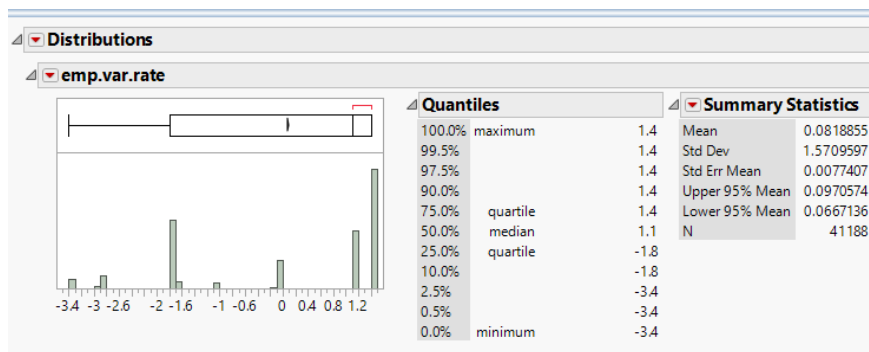 Distributions
emp.var.rate
-3.4 -3 -2.6 -2 -1.6 -1 -0.6 0 0.4 0.8 1.2
Quantiles
100.0% maximum 1.4
99.5% 1.4
97.5% 1.4
90.0% 1.4
75.0% quartile 1.4
50.0% median 1.1
25.0% quartile -1.8
10.0% -1.8
2.5% -3.4
0.5% -3.4
0.0% minimum -3.4
Summary Statistics
Mean 0.0818855
Std Dev 1.5709597
Std Err Mean 0.0077407
Upper 95% Mean 0.0970574
Lower 95% Mean 0.0667136
N 41188